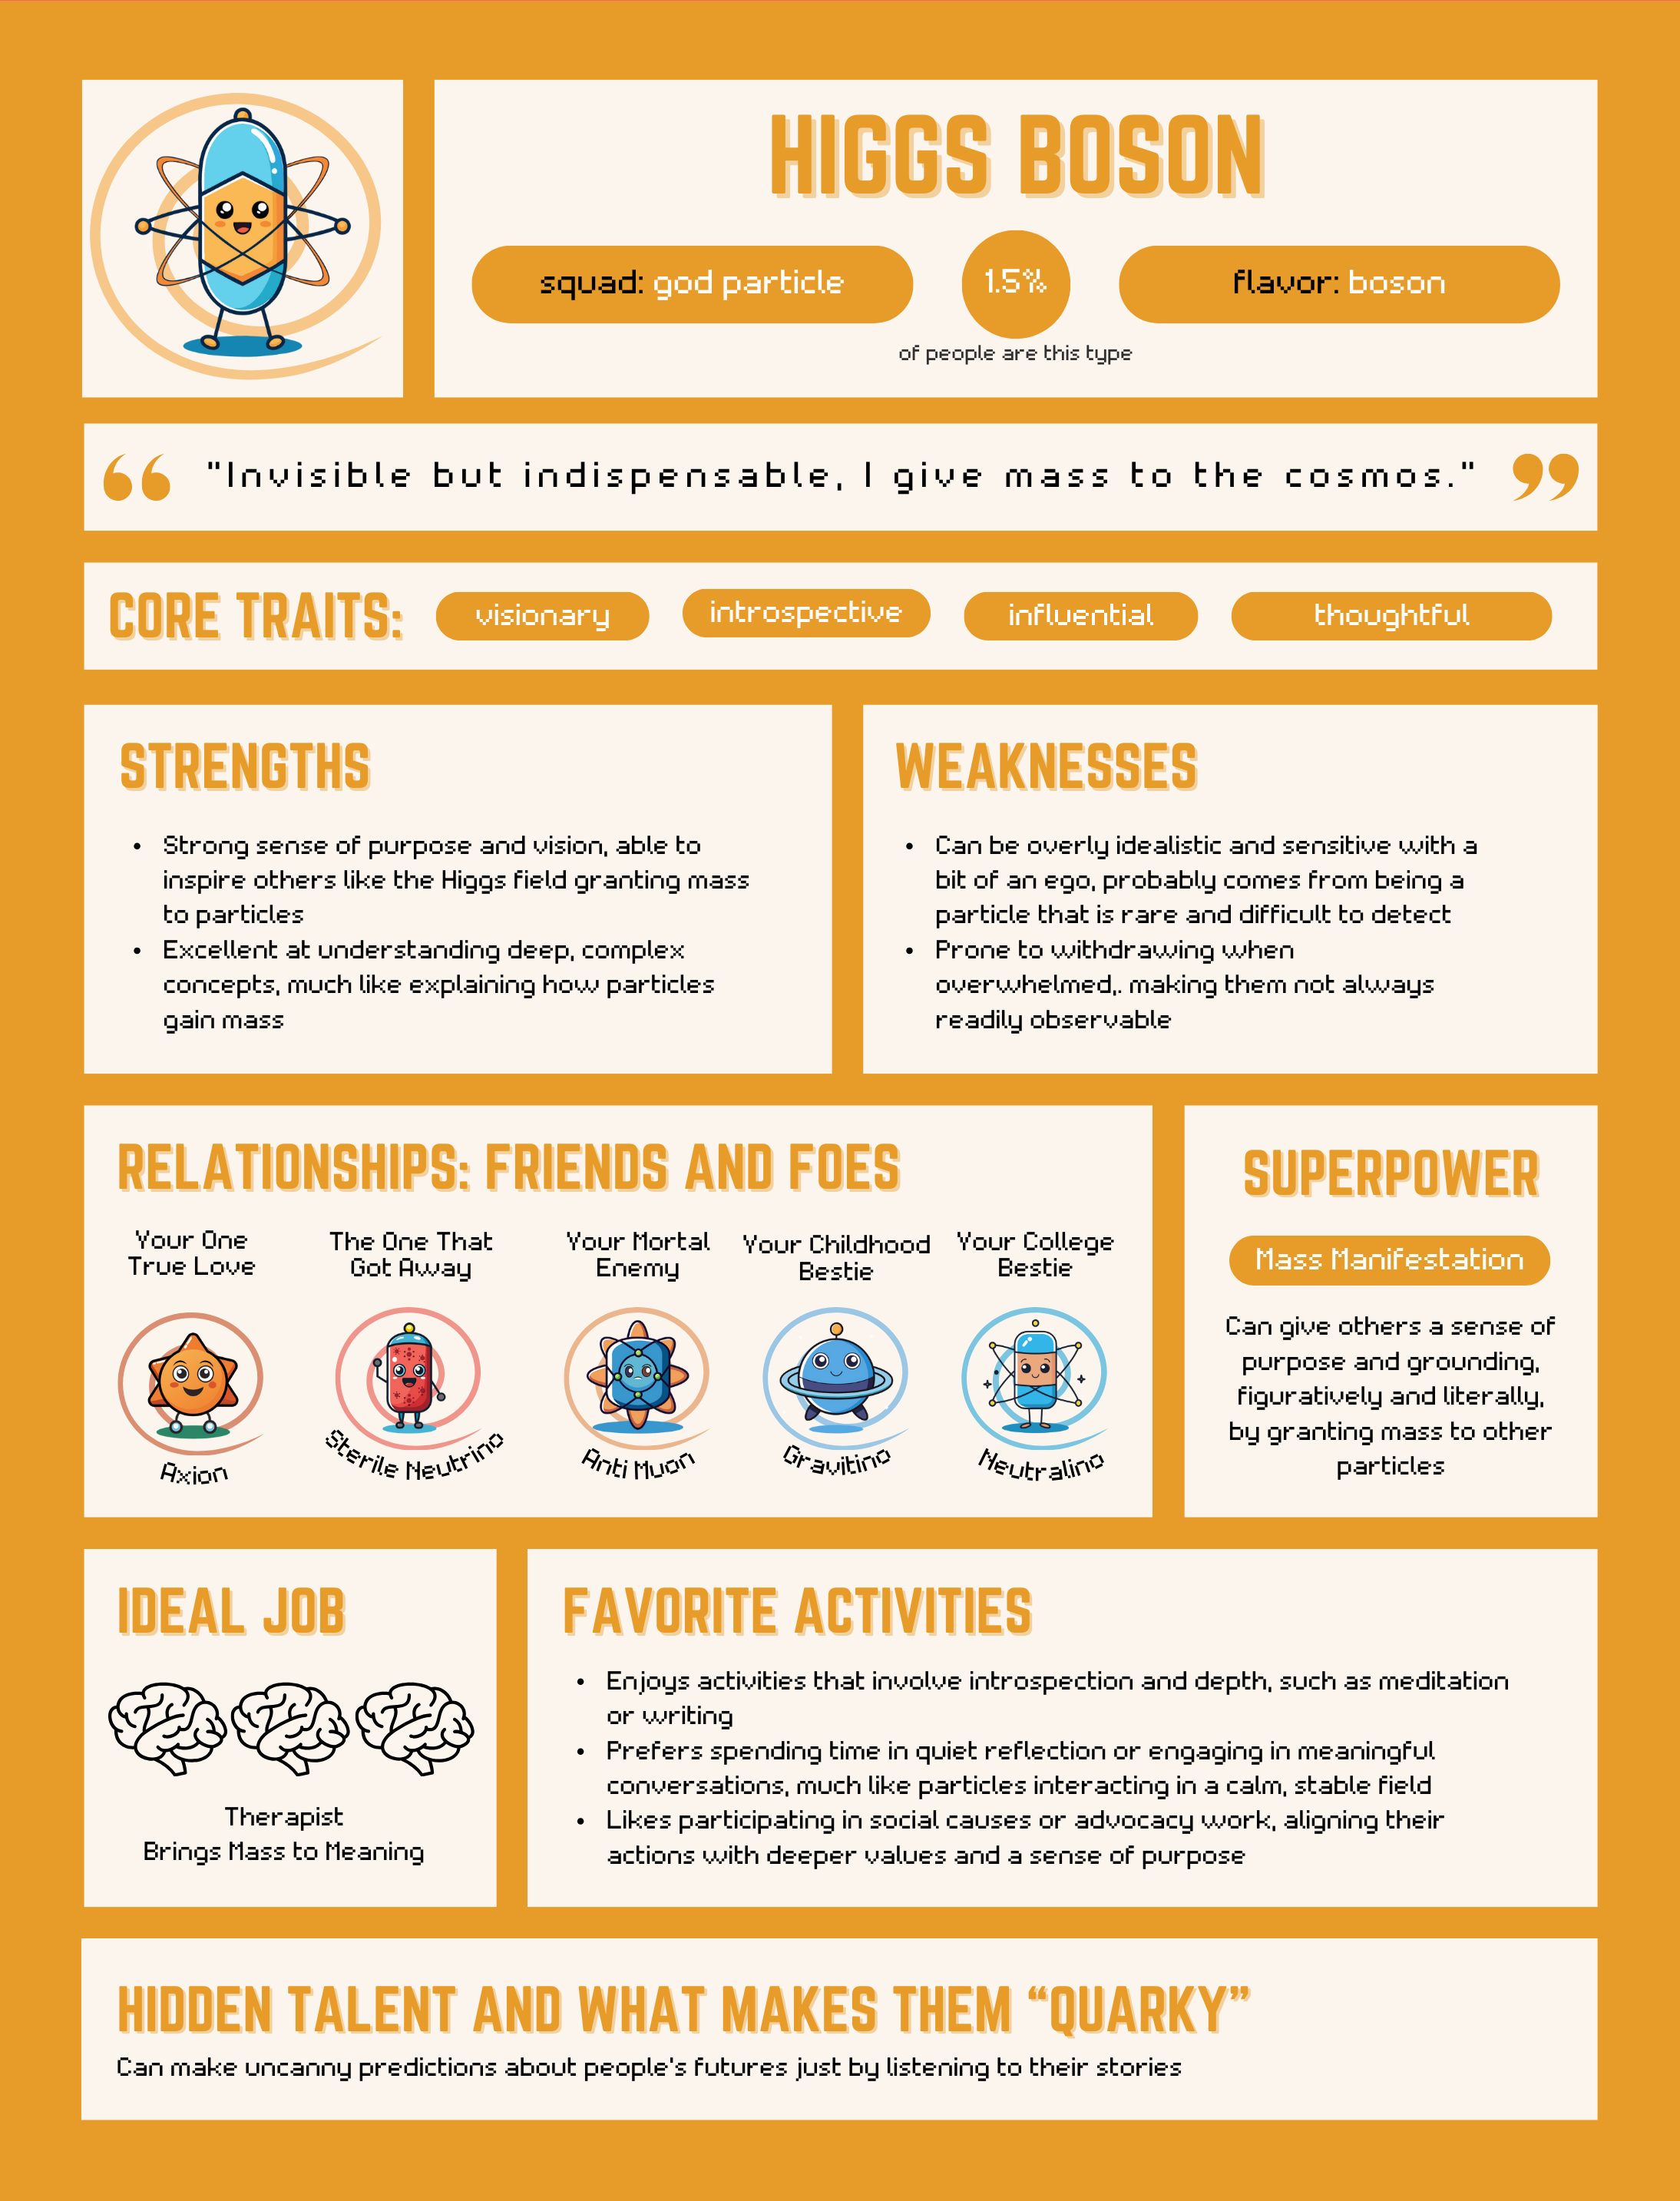 HIGGS BOSON
squad: god particle
1.5%
flavor: boson
of people are this type
"Invisible but indispensable, I give mass to the cosmos."
CORE TRAITS:
visionary
introspective
influential
thoughtful
STRENGTHS
• Strong sense of purpose and vision, able to
inspire others like the Higgs field granting mass
to particles
• Excellent at understanding deep, complex
concepts, much like explaining how particles
gain mass
WEAKNESSES
• Can be overly idealistic and sensitive with a
bit of an ego, probably comes from being a
particle that is rare and difficult to detect
• Prone to withdrawing when
overwhelmed,. making them not always
readily observable
RELATIONSHIPS: FRIENDS AND FOES
Your One
True Love
Axion
The One That
Got Away
Sterile Neutrino
Your Mortal
Enemy
Anti Muon
Your Childhood
Bestie
Gravitino
Your College
Bestie
Neutralino
SUPERPOWER
Mass Manifestation
Can give others a sense of
purpose and grounding,
figuratively and literally,
by granting mass to other
particles
IDEAL JOB
Therapist
Brings Mass to Meaning
FAVORITE ACTIVITIES
• Enjoys activities that involve introspection and depth, such as meditation
or writing
• Prefers spending time in quiet reflection or engaging in meaningful
conversations, much like particles interacting in a calm, stable field
• Likes participating in social causes or advocacy work, aligning their
actions with deeper values and a sense of purpose
HIDDEN TALENT AND WHAT MAKES THEM “QUARKY”
Can make uncanny predictions about people's futures just by listening to their stories